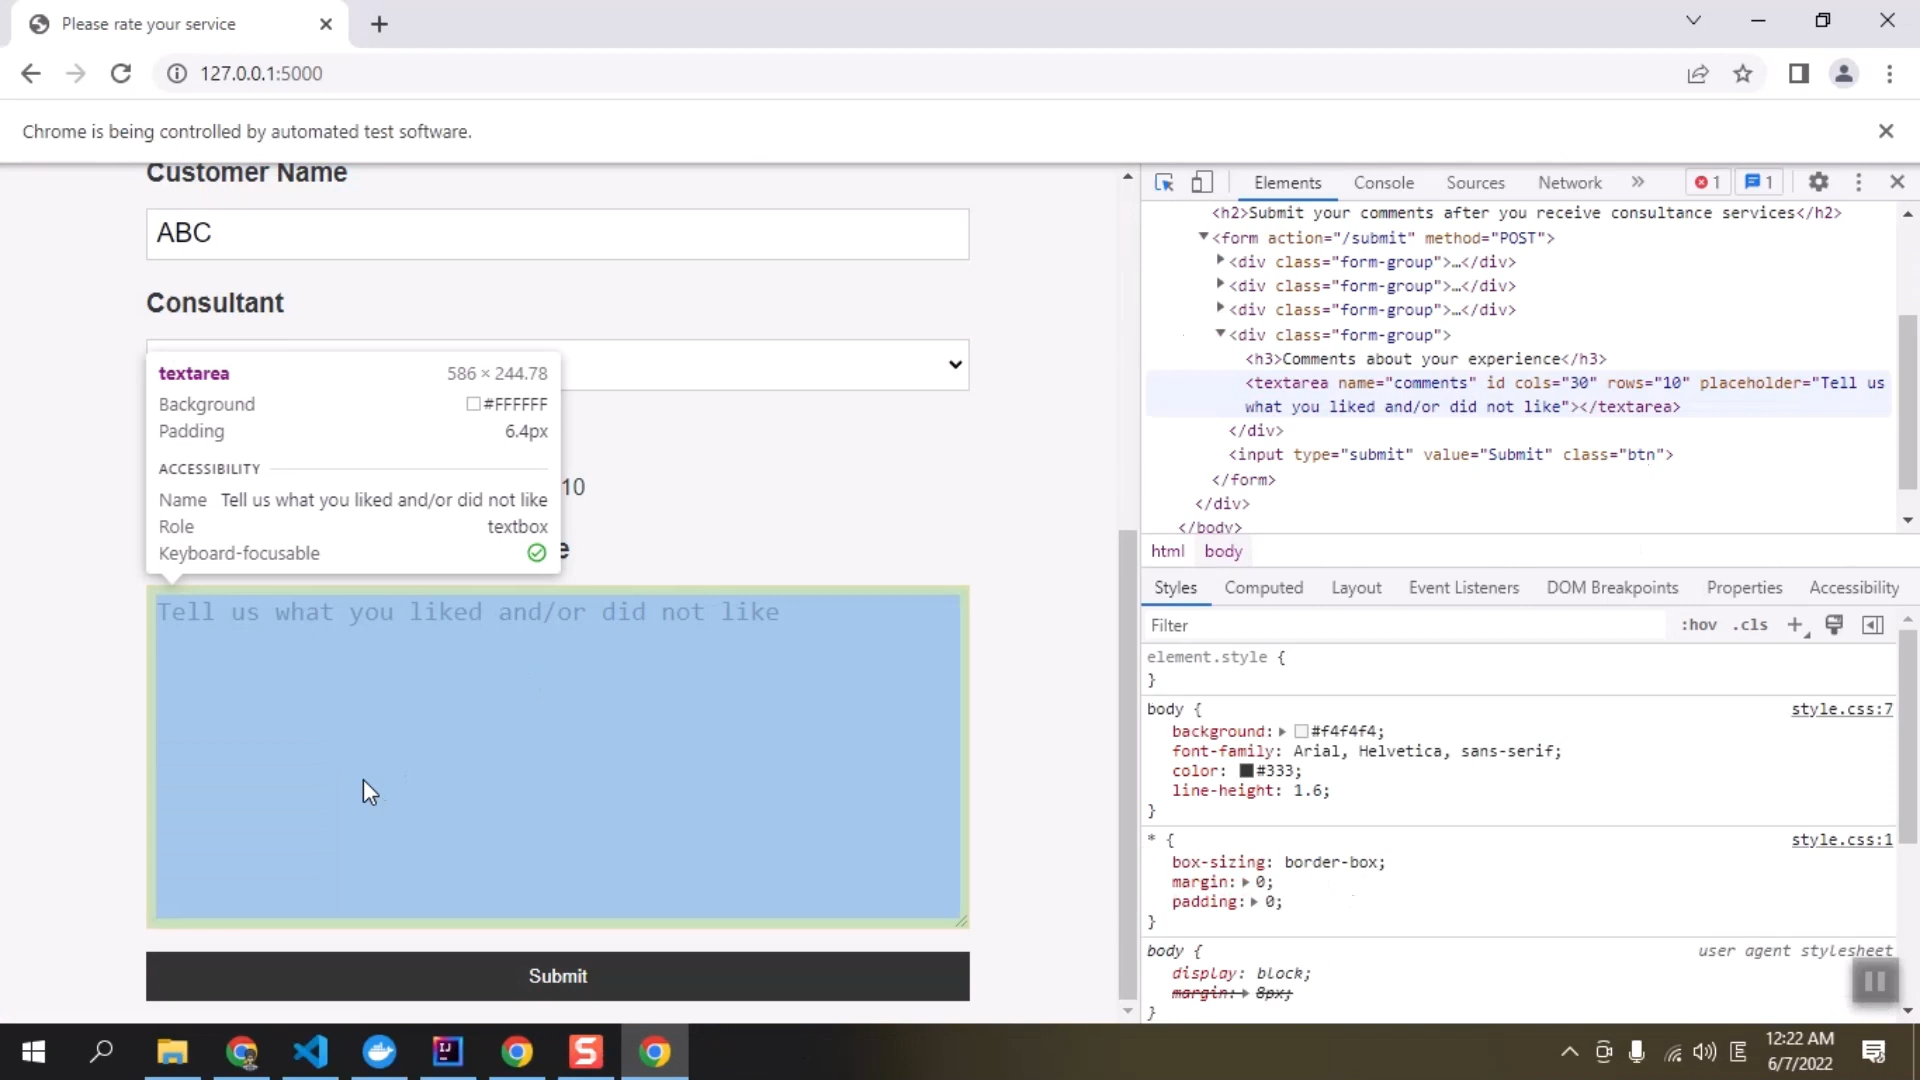 Please rate your service
127.0.0.1:5000
Chrome is being controlled by automated test software.
Customer Name
ABC
Consultant
textarea 586 × 244.78
Background #FFFFFF
Padding 6.4px
ACCESSIBILITY
Name Tell us what you liked and/or did not like
Role textbox
Keyboard-focusable
10
e
Tell us what you liked and/or did not like
Submit
Elements Console Sources Network » 1 1
<h2>Submit your comments after you receive consultance services</h2>
<form action="/submit" method="POST">
<div class="form-group">…</div>
<div class="form-group">…</div>
<div class="form-group">…</div>
<div class="form-group">
<h3>Comments about your experience</h3>
<textarea name="comments" id cols="30" rows="10" placeholder="Tell us
what you liked and/or did not like"></textarea>
</div>
<input type="submit" value="Submit" class="btn">
</form>
</div>
</body>
html body
Styles Computed Layout Event Listeners DOM Breakpoints Properties Accessibility
Filter :hov .cls +
element.style {
}
body { style.css:7
background: #f4f4f4;
font-family: Arial, Helvetica, sans-serif;
color: #333;
line-height: 1.6;
}
* { style.css:1
box-sizing: border-box;
margin: 0;
padding: 0;
}
body { user agent stylesheet
display: block;
margin: 8px;
}
12:22 AM
6/7/2022